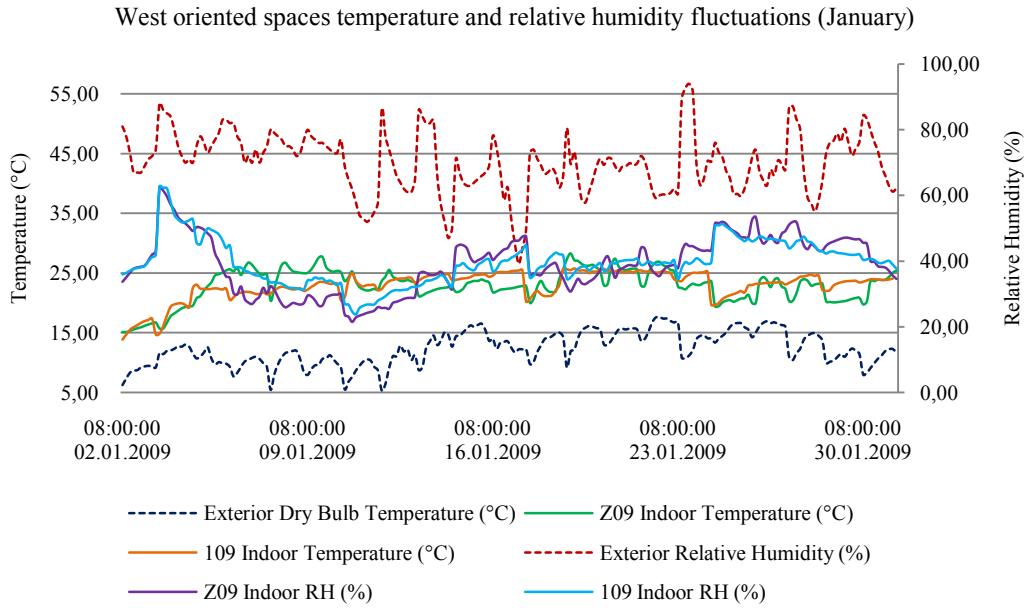 West oriented spaces temperature and relative humidity fluctuations (January)
Temperature (°C)
55,00
45,00
35,00
25,00
15,00
5,00
100,00
80,00
60,00
40,00
20,00
0,00
Relative Humidity (%)
08:00:00
02.01.2009
08:00:00
09.01.2009
08:00:00
16.01.2009
08:00:00
23.01.2009
08:00:00
30.01.2009
Exterior Dry Bulb Temperature (°C)
Z09 Indoor Temperature (°C)
109 Indoor Temperature (°C)
Exterior Relative Humidity (%)
Z09 Indoor RH (%)
109 Indoor RH (%)